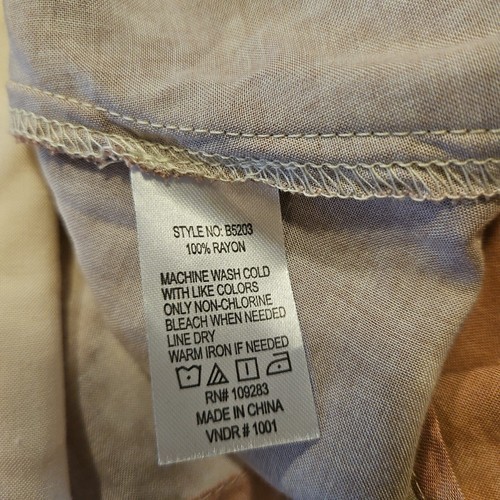 STYLE NO: B5203
100% RAYON
MACHINE WASH COLD
WITH LIKE COLORS
ONLY NON-CHLORINE
BLEACH WHEN NEEDED
LINE DRY
WARM IRON IF NEEDED
RN# 109283
MADE IN CHINA
VNDR # 1001